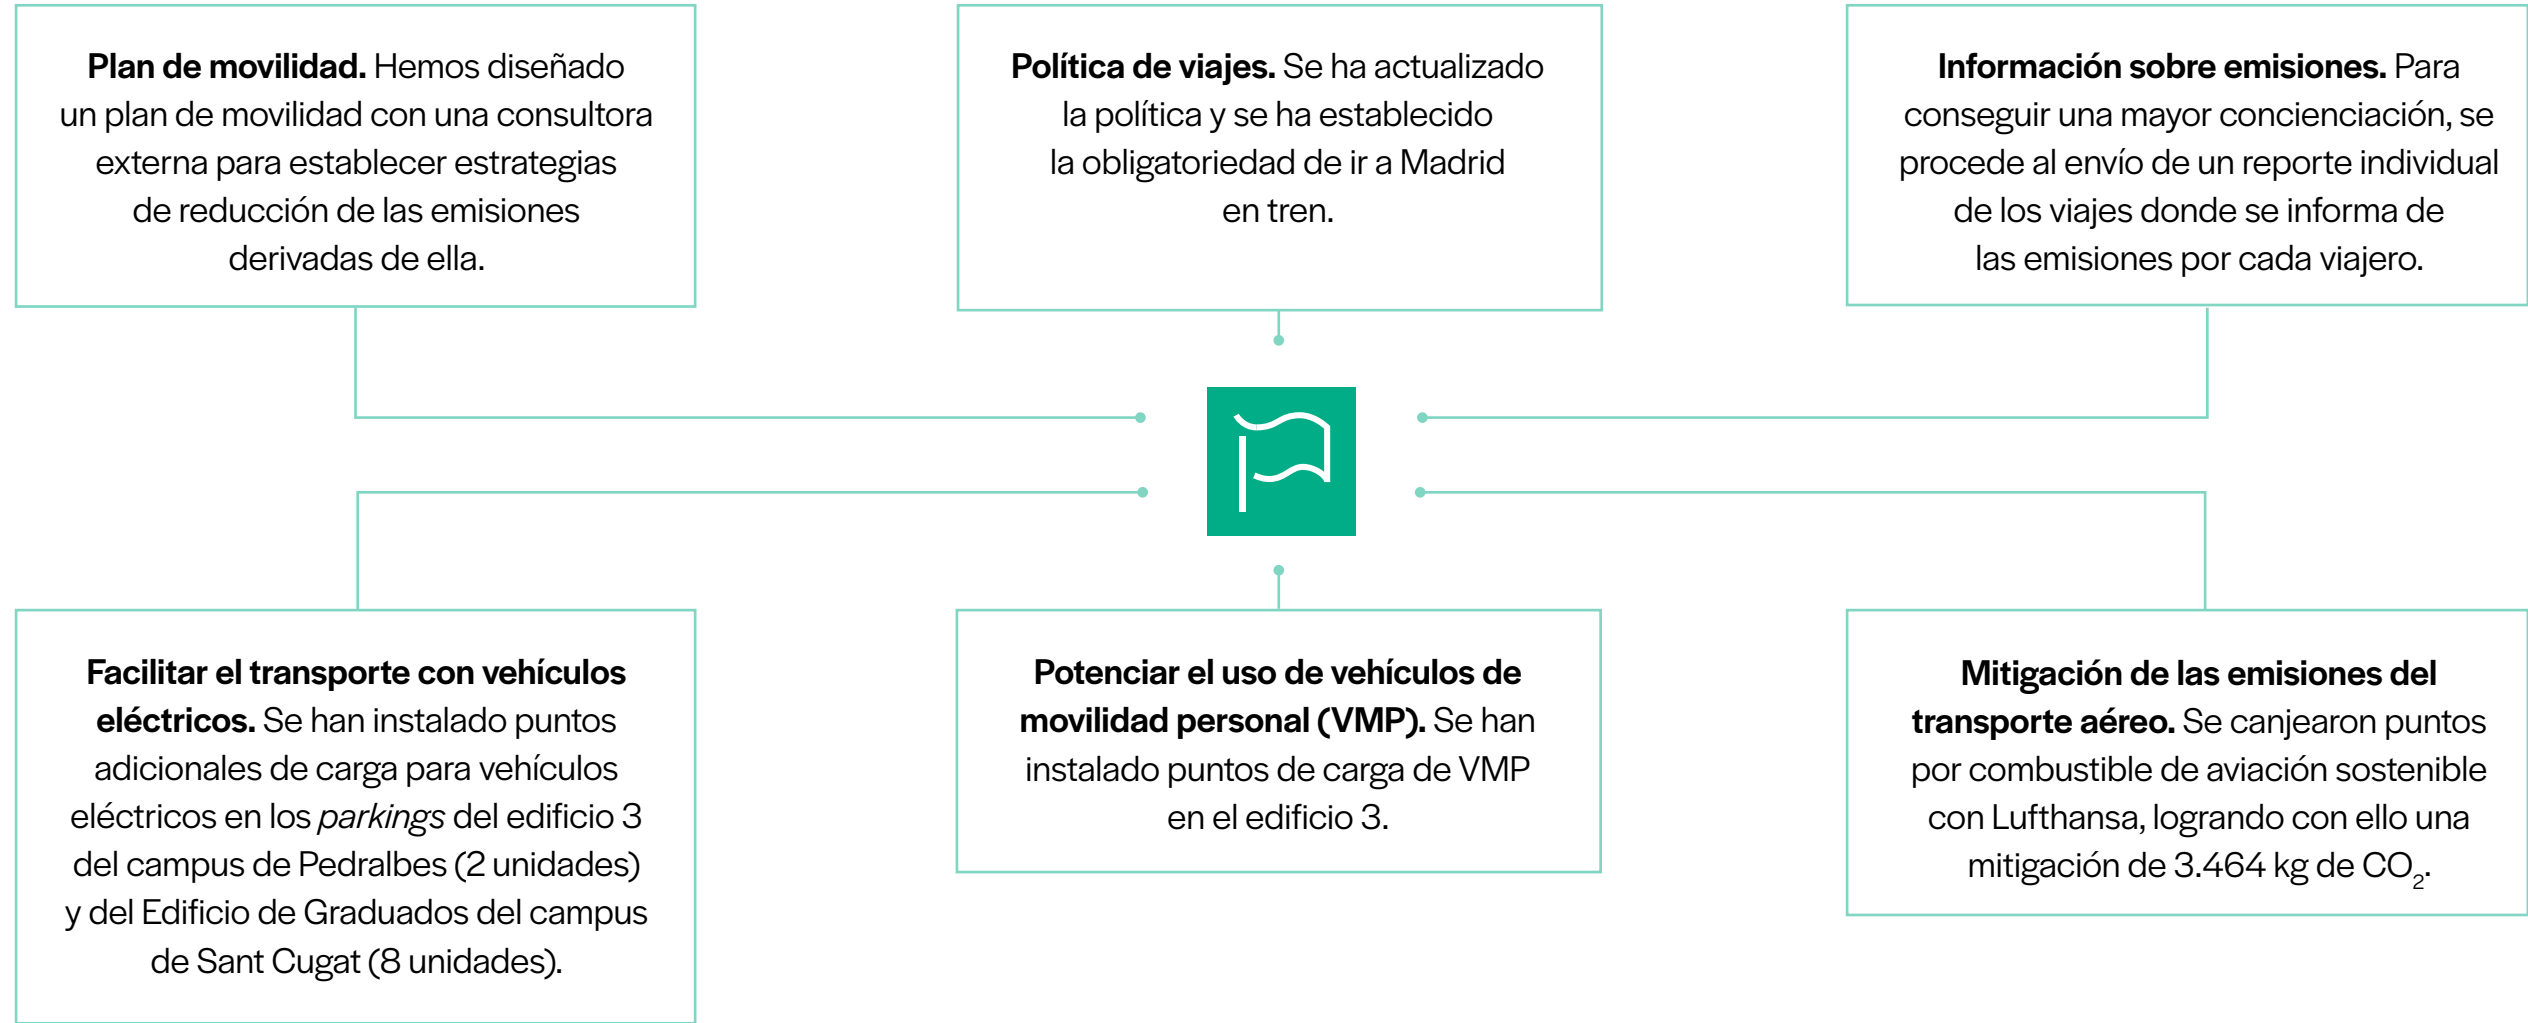 Plan de movilidad. Hemos diseñado
un plan de movilidad con una consultora
externa para establecer estrategias
de reducción de las emisiones
derivadas de ella.
Política de viajes. Se ha actualizado
la política y se ha establecido
la obligatoriedad de ir a Madrid
en tren.
Información sobre emisiones. Para
conseguir una mayor concienciación, se
procede al envío de un reporte individual
de los viajes donde se informa de
las emisiones por cada viajero.
Facilitar el transporte con vehículos
eléctricos. Se han instalado puntos
adicionales de carga para vehículos
eléctricos en los parkings del edificio 3
del campus de Pedralbes (2 unidades)
y del Edificio de Graduados del campus
de Sant Cugat (8 unidades).
Potenciar el uso de vehículos de
movilidad personal (VMP). Se han
instalado puntos de carga de VMP
en el edificio 3.
Mitigación de las emisiones del
transporte aéreo. Se canjearon puntos
por combustible de aviación sostenible
con Lufthansa, logrando con ello una
mitigación de 3.464 kg de CO₂.